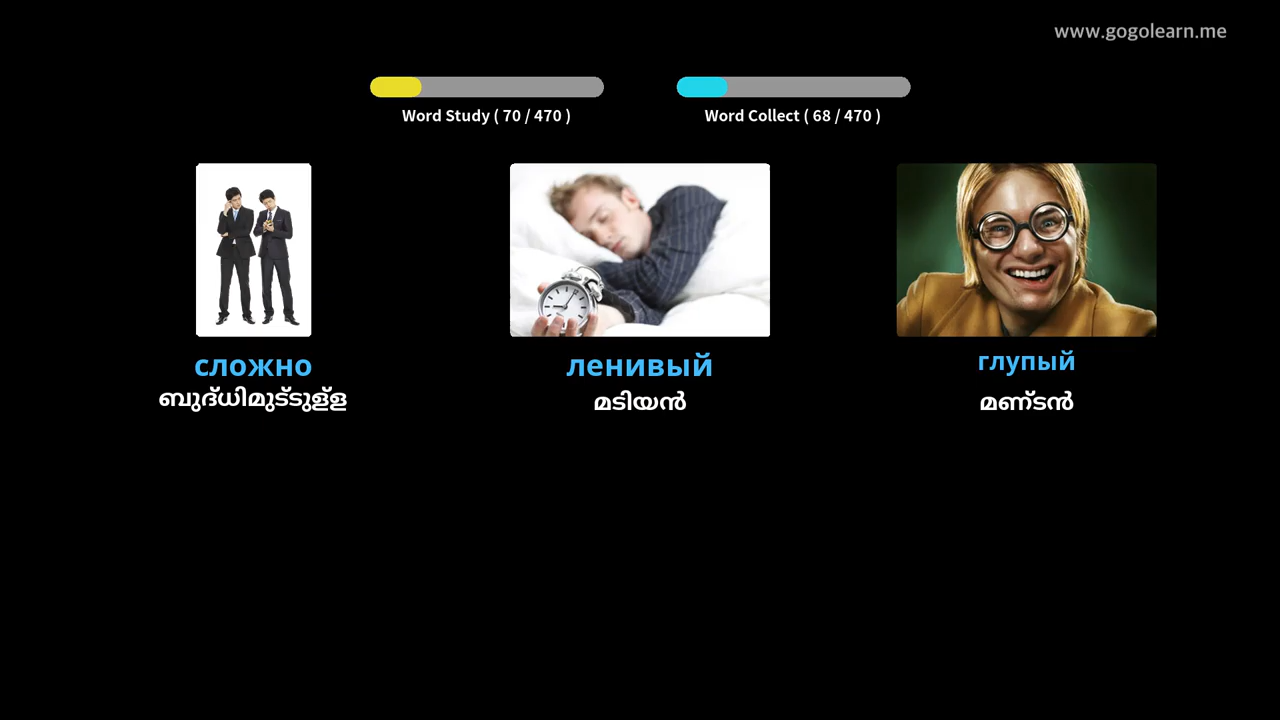 www.gogolearn.me
Word Study ( 70 / 470 )
Word Collect ( 68 / 470 )
сложно
ленивый
глупый
ബുദ്ധിമുട്ടുള്ള
മടിയൻ
മണ്ടൻ